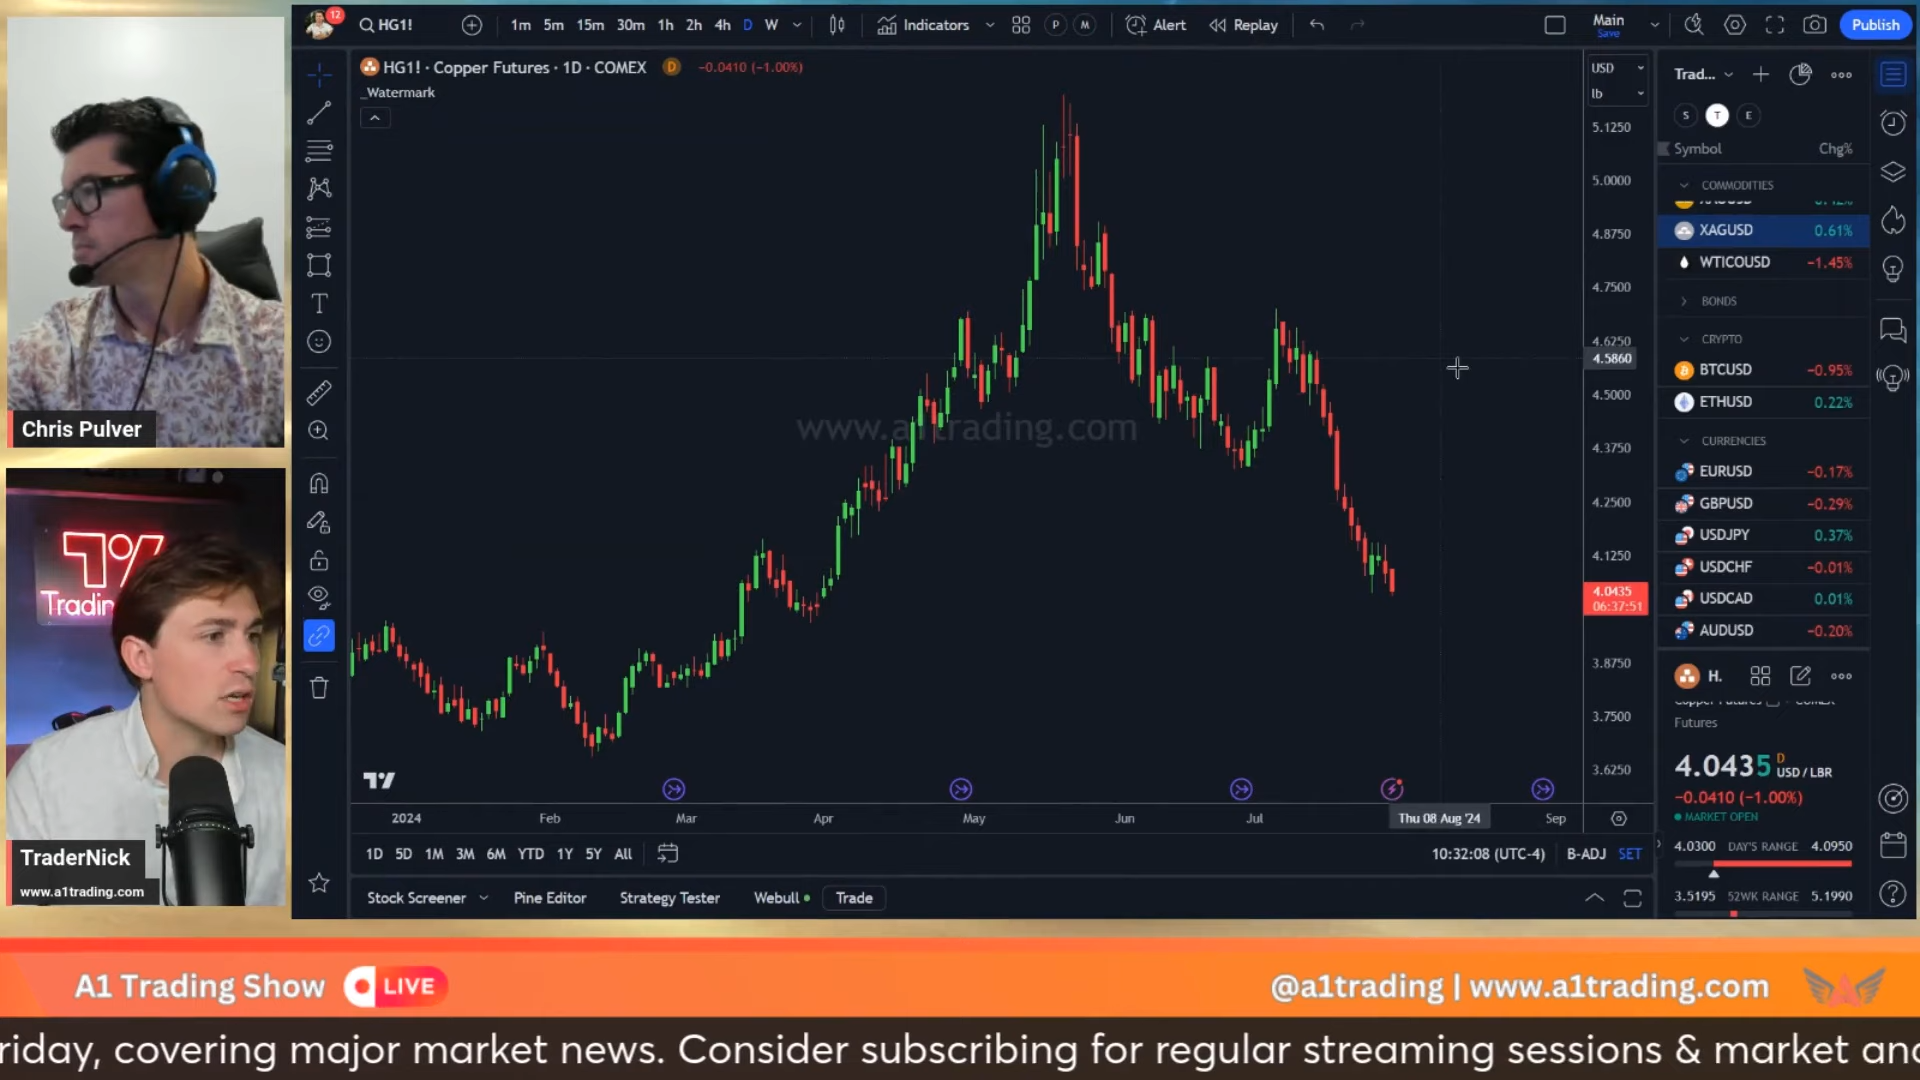 12
HG1!
1m 5m 15m 30m 1h 2h 4h D W
Indicators
P M
Alert
Replay
Main
Save
Publish
HG1! · Copper Futures · 1D · COMEX D −0.0410 (−1.00%)
_Watermark
USD
lb
5.1250
5.0000
4.8750
4.7500
4.6250
4.5860
4.5000
4.3750
4.2500
4.1250
4.0435
06:37:51
3.8750
3.7500
3.6250
www.a1trading.com
2024 Feb Mar Apr May Jun Jul Thu 08 Aug '24 Sep
1D 5D 1M 3M 6M YTD 1Y 5Y All
10:32:08 (UTC-4) B-ADJ SET
Stock Screener Pine Editor Strategy Tester Webull Trade
Trad...
S T E
Symbol Chg%
COMMODITIES
XAGUSD 0.61%
WTICOUSD −1.45%
BONDS
CRYPTO
BTCUSD −0.95%
ETHUSD 0.22%
CURRENCIES
EURUSD −0.17%
GBPUSD −0.29%
USDJPY 0.37%
USDCHF −0.01%
USDCAD 0.01%
AUDUSD −0.20%
H.
Copper Futures COMEX
Futures
4.0435 D USD / LBR
−0.0410 (−1.00%)
MARKET OPEN
4.0300 DAY'S RANGE 4.0950
3.5195 52WK RANGE 5.1990
Chris Pulver
Tradin
TraderNick
www.a1trading.com
A1 Trading Show LIVE
@a1trading | www.a1trading.com
riday, covering major market news. Consider subscribing for regular streaming sessions & market